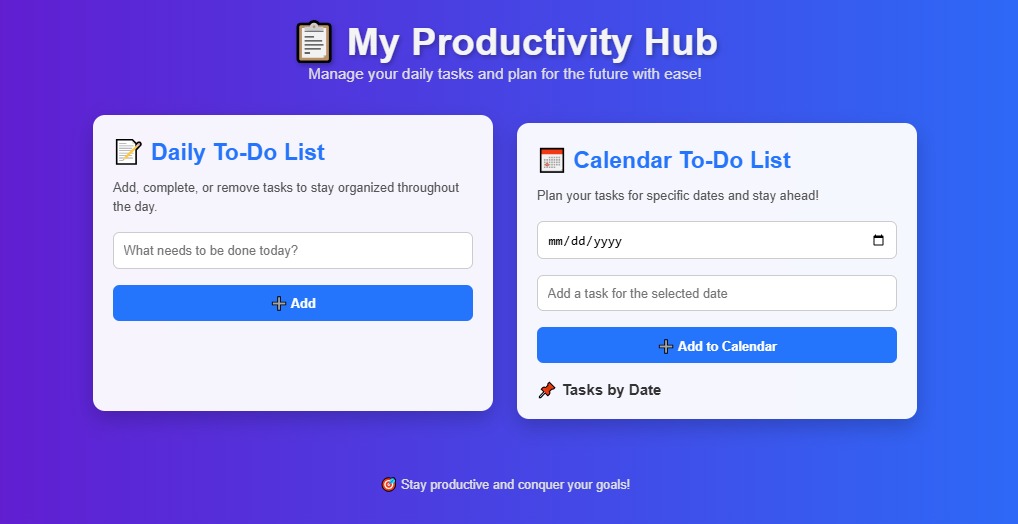 My Productivity Hub
Manage your daily tasks and plan for the future with ease!
Daily To-Do List
Add, complete, or remove tasks to stay organized throughout
the day.
What needs to be done today?
Add
Calendar To-Do List
Plan your tasks for specific dates and stay ahead!
mm/dd/yyyy
Add a task for the selected date
Add to Calendar
Tasks by Date
Stay productive and conquer your goals!